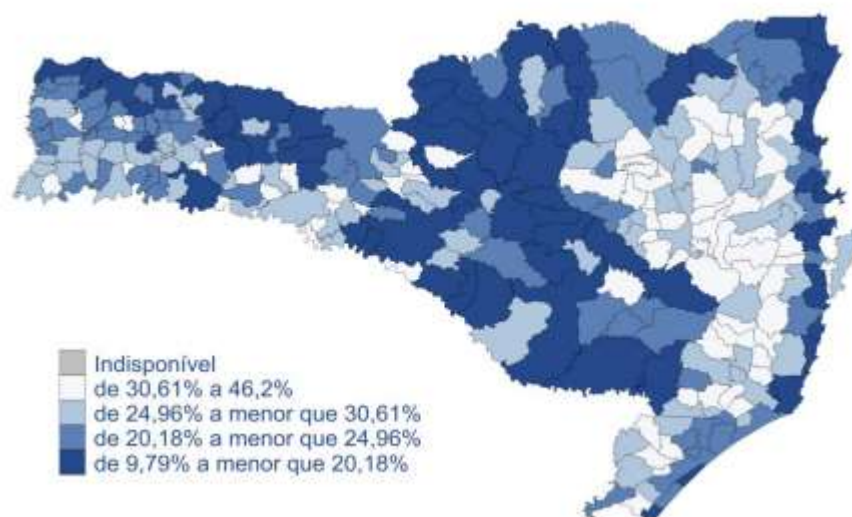 Indisponível
de 30,61% a 46,2%
de 24,96% a menor que 30,61%
de 20,18% a menor que 24,96%
de 9,79% a menor que 20,18%